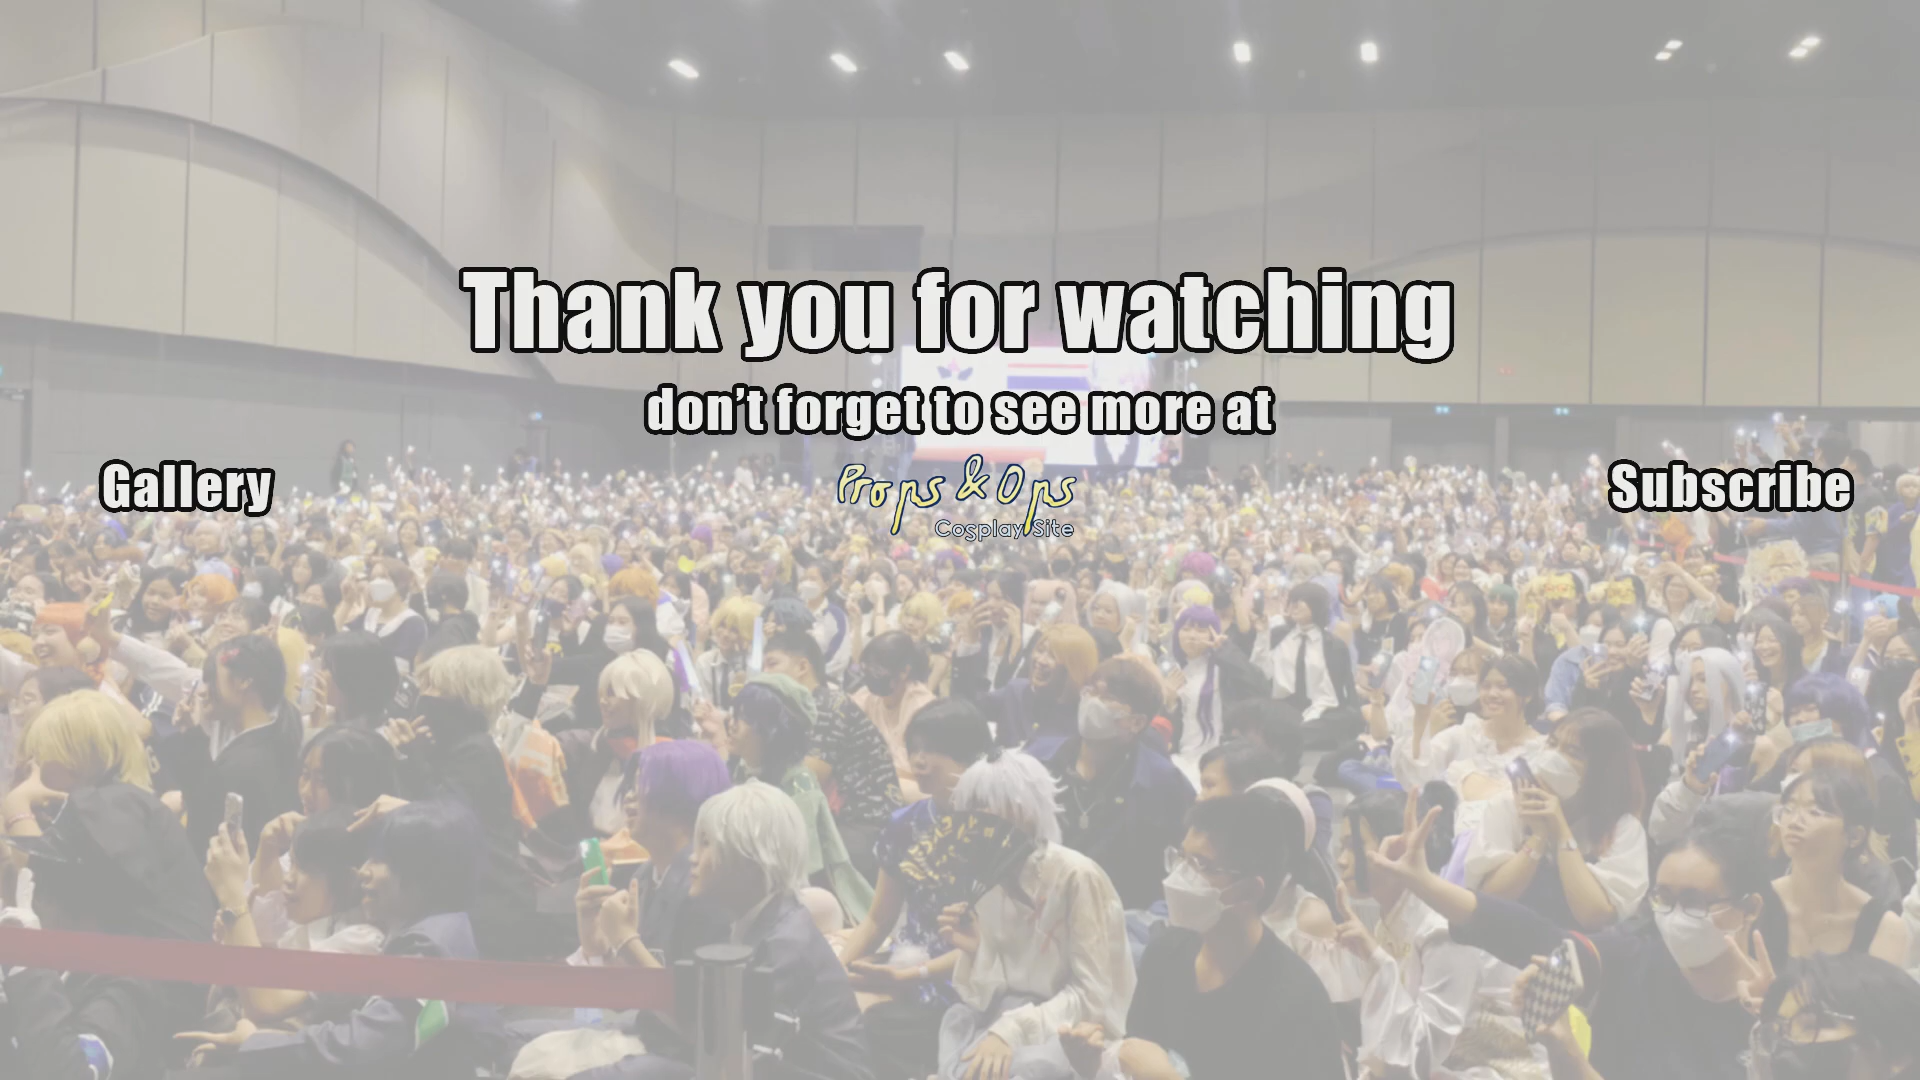 Thank you for watching
don't forget to see more at
Gallery
Props & Ops
Cosplay Site
Subscribe